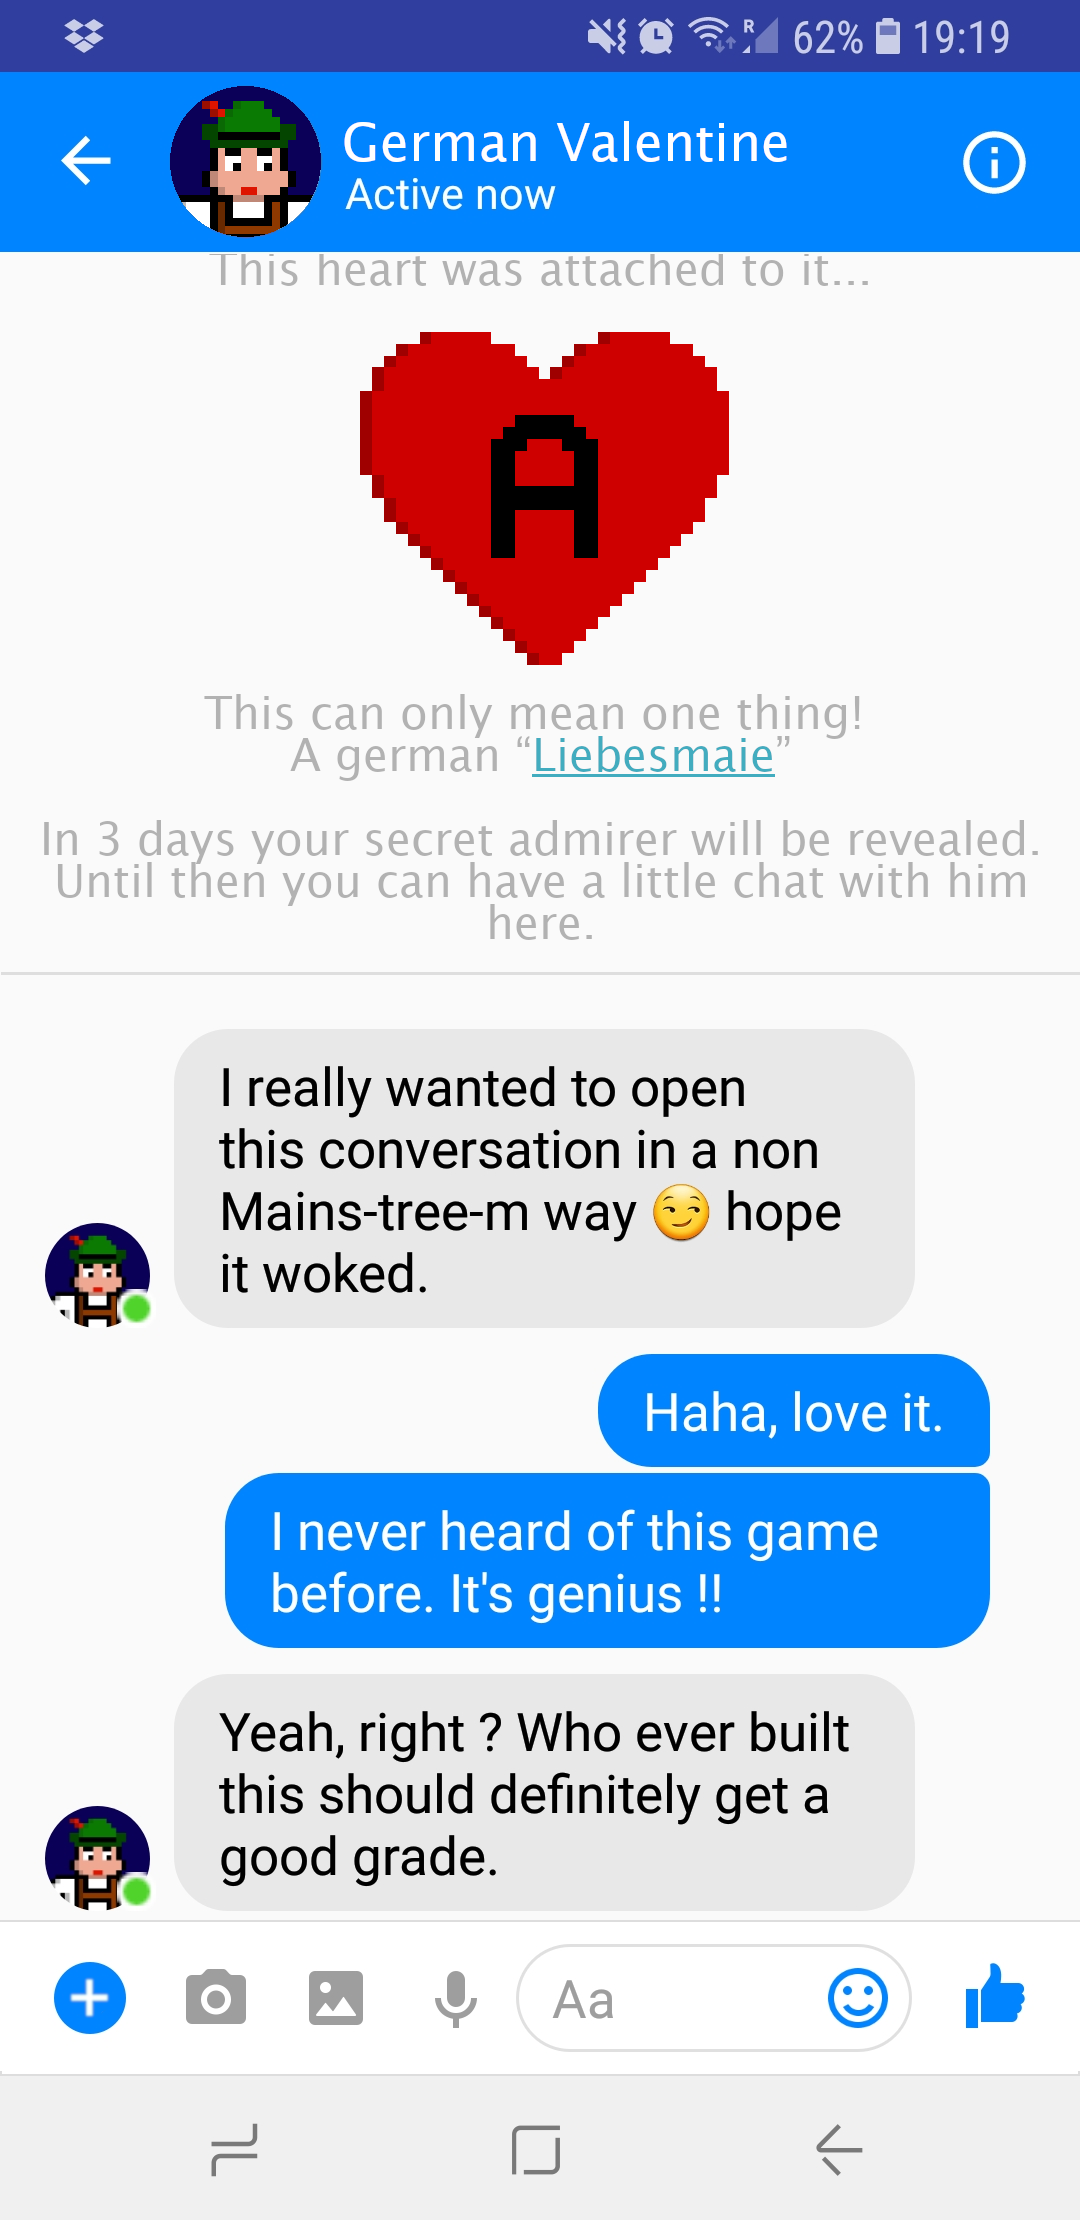 R 62% 19:19
German Valentine
Active now
This heart was attached to it...
A
This can only mean one thing!
A german “Liebesmaie”
In 3 days your secret admirer will be revealed.
Until then you can have a little chat with him
here.
I really wanted to open
this conversation in a non
Mains-tree-m way 😏 hope
it woked.
Haha, love it.
I never heard of this game
before. It's genius !!
Yeah, right ? Who ever built
this should definitely get a
good grade.
Aa